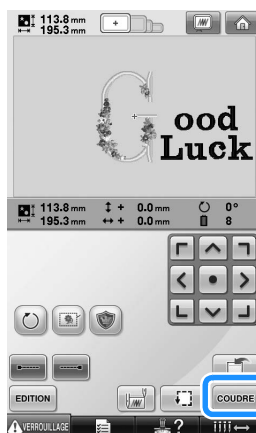 113.8 mm
195.3 mm
Good
Luck
113.8 mm + 0.0 mm 0°
195.3 mm + 0.0 mm 8
EDITION COUDRE
VERROUILLAGE ?